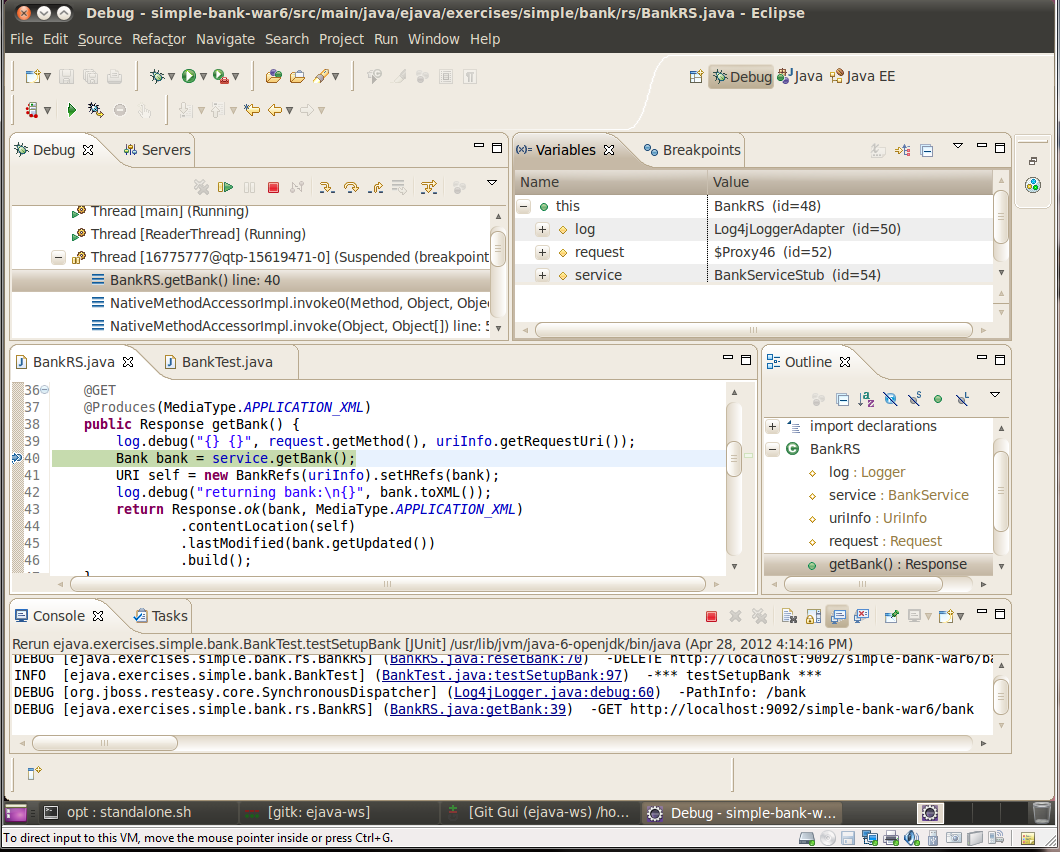 Debug - simple-bank-war6/src/main/java/ejava/exercises/simple/bank/rs/BankRS.java - Eclipse
File Edit Source Refactor Navigate Search Project Run Window Help
Debug Java Java EE
Debug Servers
Thread [main] (Running)
Thread [ReaderThread] (Running)
Thread [16775777@qtp-15619471-0] (Suspended (breakpoint
BankRS.getBank() line: 40
NativeMethodAccessorImpl.invoke0(Method, Object, Obje
NativeMethodAccessorImpl.invoke(Object, Object[]) line: 5
(x)= Variables Breakpoints
Name Value
this BankRS (id=48)
log Log4jLoggerAdapter (id=50)
request $Proxy46 (id=52)
service BankServiceStub (id=54)
BankRS.java BankTest.java
36 @GET
37 @Produces(MediaType.APPLICATION_XML)
38 public Response getBank() {
39 log.debug("{} {}", request.getMethod(), uriInfo.getRequestUri());
40 Bank bank = service.getBank();
41 URI self = new BankRefs(uriInfo).setHRefs(bank);
42 log.debug("returning bank:\n{}", bank.toXML());
43 return Response.ok(bank, MediaType.APPLICATION_XML)
44 .contentLocation(self)
45 .lastModified(bank.getUpdated())
46 .build();
47 }
Outline
import declarations
BankRS
log : Logger
service : BankService
uriInfo : UriInfo
request : Request
getBank() : Response
Console Tasks
Rerun ejava.exercises.simple.bank.BankTest.testSetupBank [JUnit] /usr/lib/jvm/java-6-openjdk/bin/java (Apr 28, 2012 4:14:16 PM)
DEBUG [ejava.exercises.simple.bank.rs.BankRS] (BankRS.java:resetBank:70) -DELETE http://localhost:9092/simple-bank-war6/ba
INFO [ejava.exercises.simple.bank.BankTest] (BankTest.java:testSetupBank:97) -*** testSetupBank ***
DEBUG [org.jboss.resteasy.core.SynchronousDispatcher] (Log4jLogger.java:debug:60) -PathInfo: /bank
DEBUG [ejava.exercises.simple.bank.rs.BankRS] (BankRS.java:getBank:39) -GET http://localhost:9092/simple-bank-war6/bank
opt : standalone.sh [gitk: ejava-ws] [Git Gui (ejava-ws) /ho... Debug - simple-bank-w...
To direct input to this VM, move the mouse pointer inside or press Ctrl+G.